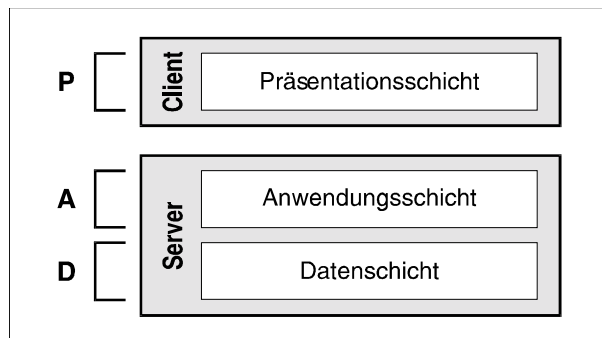 P
Client
Präsentationsschicht
A
Server
Anwendungsschicht
D
Datenschicht